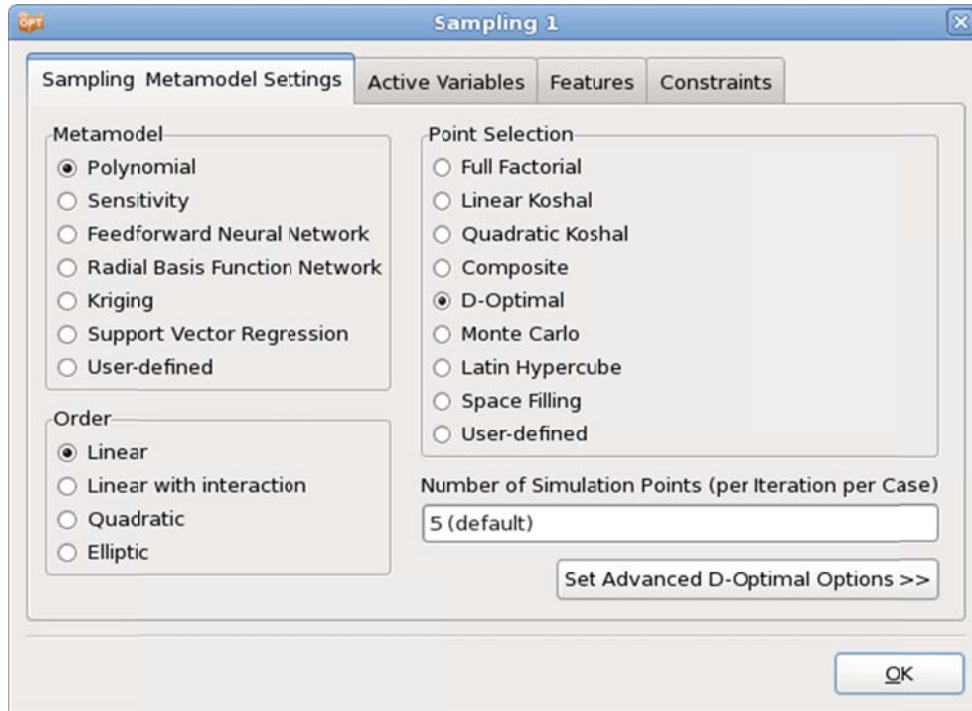 OPT
Sampling 1
Sampling Metamodel Settings
Active Variables
Features
Constraints
Metamodel
Polynomial
Sensitivity
Feedforward Neural Network
Radial Basis Function Network
Kriging
Support Vector Regression
User-defined
Order
Linear
Linear with interaction
Quadratic
Elliptic
Point Selection
Full Factorial
Linear Koshal
Quadratic Koshal
Composite
D-Optimal
Monte Carlo
Latin Hypercube
Space Filling
User-defined
Number of Simulation Points (per Iteration per Case)
5 (default)
Set Advanced D-Optimal Options >>
OK